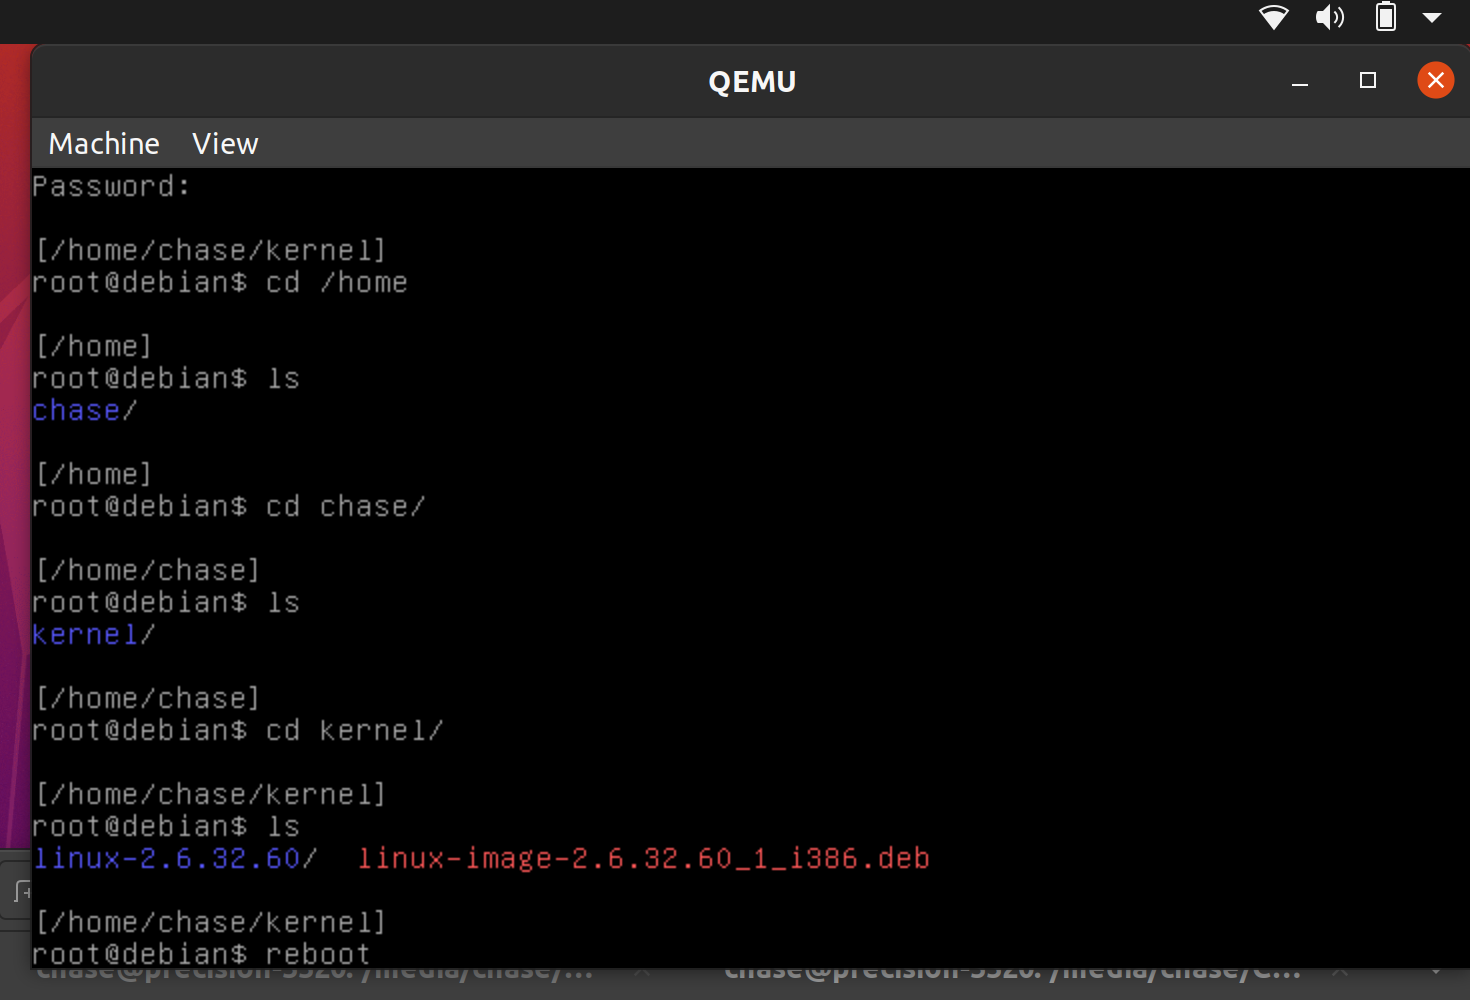 QEMU
Machine View
Password:
[/home/chase/kernel]
root@debian$ cd /home
[/home]
root@debian$ ls
chase/
[/home]
root@debian$ cd chase/
[/home/chase]
root@debian$ ls
kernel/
[/home/chase]
root@debian$ cd kernel/
[/home/chase/kernel]
root@debian$ ls
linux-2.6.32.60/ linux-image-2.6.32.60_1_i386.deb
[/home/chase/kernel]
root@debian$ reboot
chase@precision-5520: /media/chase/... chase@precision-5520: /media/chase/C...